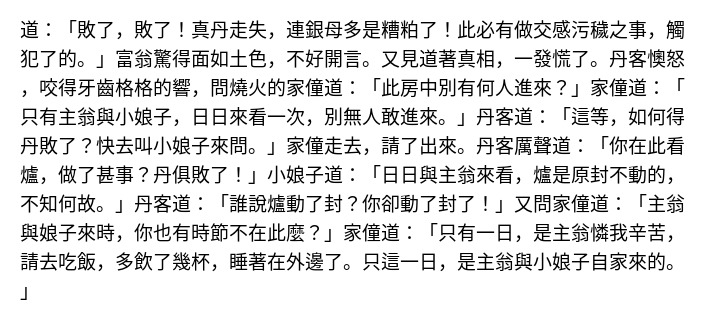 道：「敗了，敗了！真丹走失，連銀母多是糟粕了！此必有做交感污穢之事，觸
犯了的。」富翁驚得面如土色，不好開言。又見道著真相，一發慌了。丹客懊怒
，咬得牙齒格格的響，問燒火的家僮道：「此房中別有何人進來？」家僮道：「
只有主翁與小娘子，日日來看一次，別無人敢進來。」丹客道：「這等，如何得
丹敗了？快去叫小娘子來問。」家僮走去，請了出來。丹客厲聲道：「你在此看
爐，做了甚事？丹俱敗了！」小娘子道：「日日與主翁來看，爐是原封不動的，
不知何故。」丹客道：「誰說爐動了封？你卻動了封了！」又問家僮道：「主翁
與娘子來時，你也有時節不在此麼？」家僮道：「只有一日，是主翁憐我辛苦，
請去吃飯，多飲了幾杯，睡著在外邊了。只這一日，是主翁與小娘子自家來的。
」